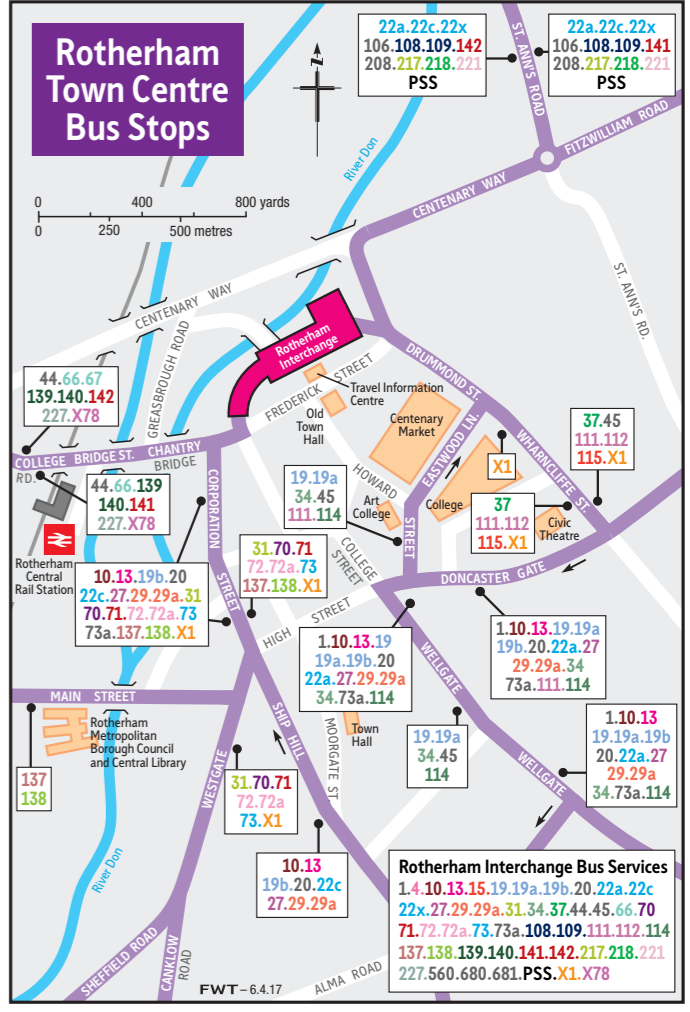 Rotherham
Town Centre
Bus Stops
N
22a.22c.22x
106.108.109.142
208.217.218.221
PSS
22a.22c.22x
106.108.109.141
208.217.218.221
PSS
ST. ANN'S ROAD
FITZWILLIAM ROAD
River Don
CENTENARY WAY
0 400 800 yards
0 250 500 metres
ST. ANN'S RD.
CENTENARY WAY
GREASBROUGH ROAD
Rotherham
Interchange
FREDERICK STREET
Travel Information
Centre
Old
Town
Hall
DRUMMOND ST.
Centenary
Market
EASTWOOD LN.
WHARNCLIFFE ST.
44.66.67
139.140.142
227.X78
COLLEGE BRIDGE ST.
RD.
CHANTRY
BRIDGE
44.66.139
140.141
227.X78
Rotherham
Central
Rail Station
CORPORATION
STREET
HOWARD
STREET
19.19a
34.45
111.114
Art
College
College
X1
37.45
111.112
115.X1
37
111.112
115.X1
Civic
Theatre
COLLEGE
STREET
DONCASTER GATE
10.13.19b.20
22c.27.29.29a.31
70.71.72.72a.73
73a.137.138.X1
31.70.71
72.72a.73
137.138.X1
HIGH STREET
1.10.13.19
19a.19b.20
22a.27.29.29a
34.73a.114
1.10.13.19.19a
19b.20.22a.27
29.29a.34
73a.111.114
WELLGATE
MAIN STREET
Rotherham
Metropolitan
Borough Council
and Central Library
137
138
SHIP HILL
MOORGATE ST.
Town
Hall
19.19a
34.45
114
WELLGATE
1.10.13
19.19a.19b
20.22a.27
29.29a
34.73a.114
WESTGATE
31.70.71
72.72a
73.X1
10.13
19b.20.22c
27.29.29a
River Don
SHEFFIELD ROAD
CANKLOW
ROAD
FWT – 6.4.17
ALMA ROAD
Rotherham Interchange Bus Services
1.4.10.13.15.19.19a.19b.20.22a.22c
22x.27.29.29a.31.34.37.44.45.66.70
71.72.72a.73.73a.108.109.111.112.114
137.138.139.140.141.142.217.218.221
227.560.680.681.PSS.X1.X78